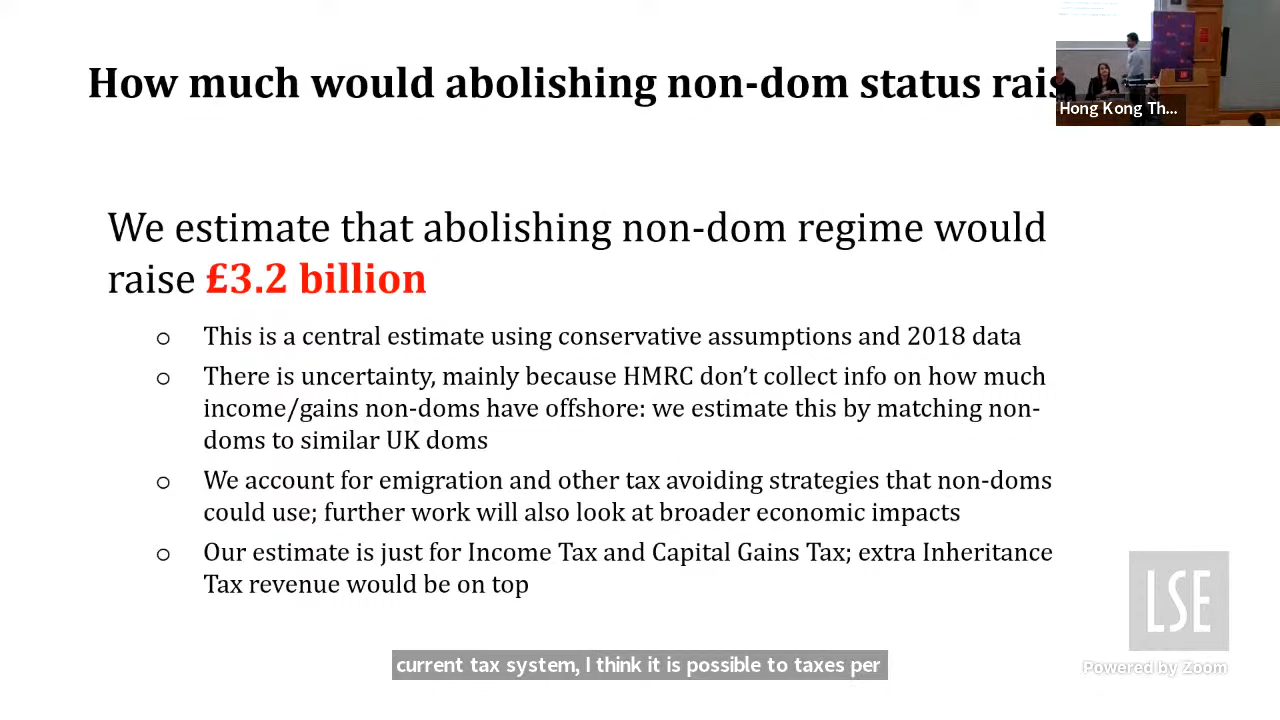 How much would abolishing non-dom status rais
Hong Kong Th...
We estimate that abolishing non-dom regime would
raise £3.2 billion
o This is a central estimate using conservative assumptions and 2018 data
o There is uncertainty, mainly because HMRC don’t collect info on how much
income/gains non-doms have offshore: we estimate this by matching non-
doms to similar UK doms
o We account for emigration and other tax avoiding strategies that non-doms
could use; further work will also look at broader economic impacts
o Our estimate is just for Income Tax and Capital Gains Tax; extra Inheritance
Tax revenue would be on top
LSE
current tax system, I think it is possible to taxes per
Powered by Zoom